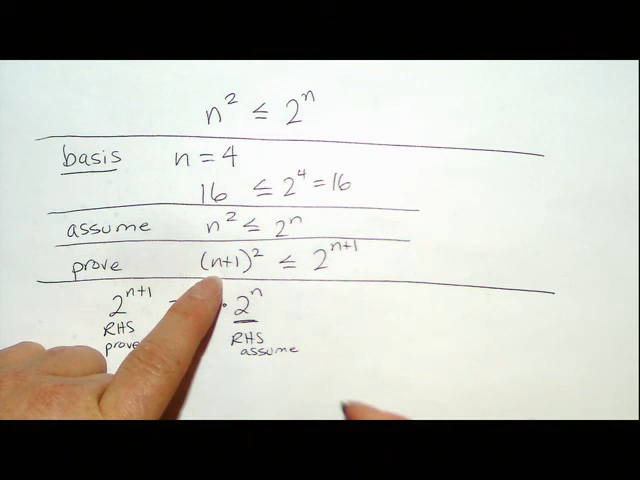 n² ≤ 2ⁿ
basis n = 4
16 ≤ 2⁴ = 16
assume n² ≤ 2ⁿ
prove (n+1)² ≤ 2ⁿ⁺¹
2ⁿ⁺¹ · 2ⁿ
RHS RHS
prove assume